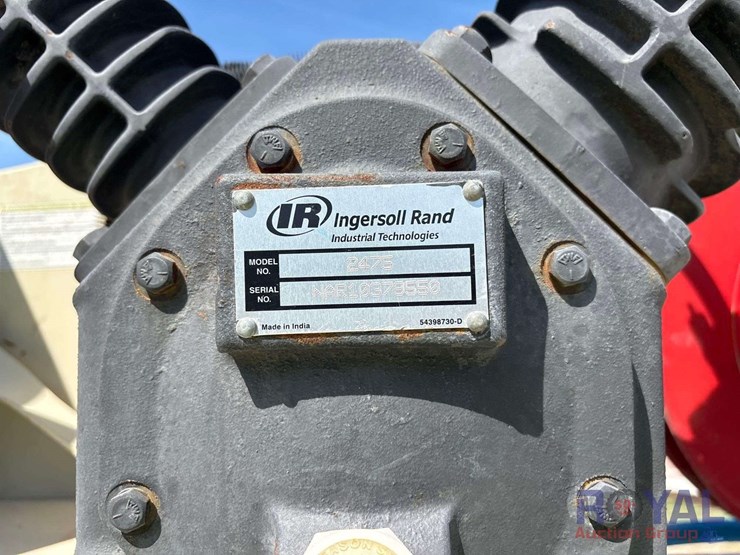 IR Ingersoll Rand
Industrial Technologies
MODEL NO. 2475
SERIAL NO.
Made in India 54398730-D
ROYAL
Auction Group